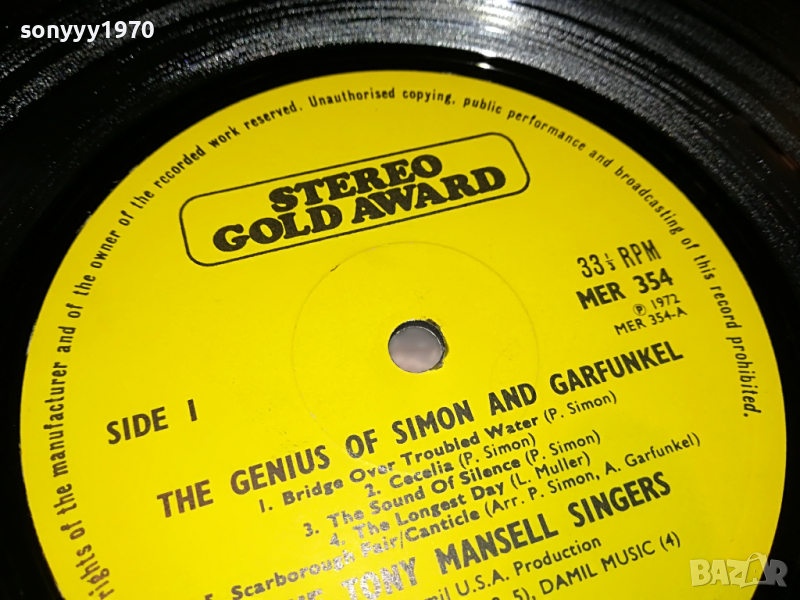 sonyyy1970
rights of the manufacturer and of the owner of the recorded work reserved. Unauthorised copying, public performance and broadcasting of this record prohibited.
STEREO
GOLD AWARD
33⅓ RPM
MER 354
Ⓟ 1972
MER 354-A
SIDE 1
THE GENIUS OF SIMON AND GARFUNKEL
1. Bridge Over Troubled Water (P. Simon)
2. Cecelia (P. Simon)
3. The Sound Of Silence (P. Simon)
4. The Longest Day (L. Muller)
Scarborough Fair/Canticle (Arr. P. Simon, A. Garfunkel)
TONY MANSELL SINGERS
U.S.A. Production
5), DAMIL MUSIC (4)
BAZAR
.bg